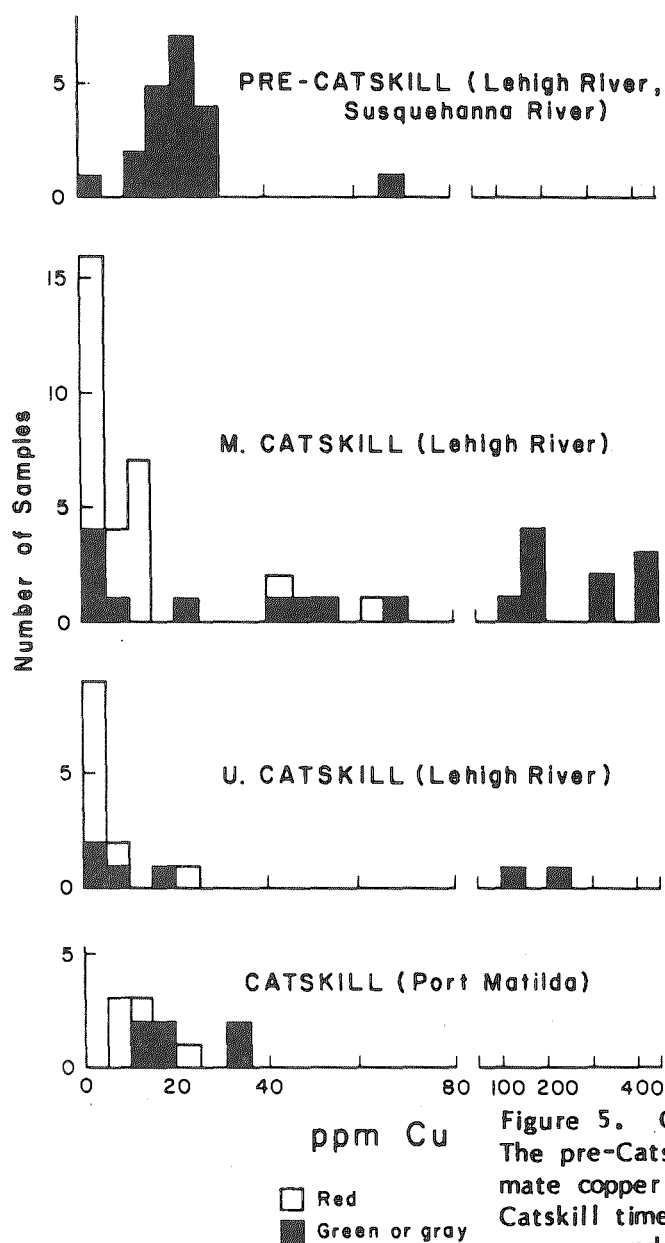 5
0
PRE-CATSKILL (Lehigh River,
Susquehanna River)
Number of Samples
15
10
5
0
M. CATSKILL (Lehigh River)
5
0
U. CATSKILL (Lehigh River)
5
0
CATSKILL (Port Matilda)
0 20 40 80 100 200 400
ppm Cu
Red
Green or gray
Figure 5.
The pre-Cats
mate copper
Catskill time